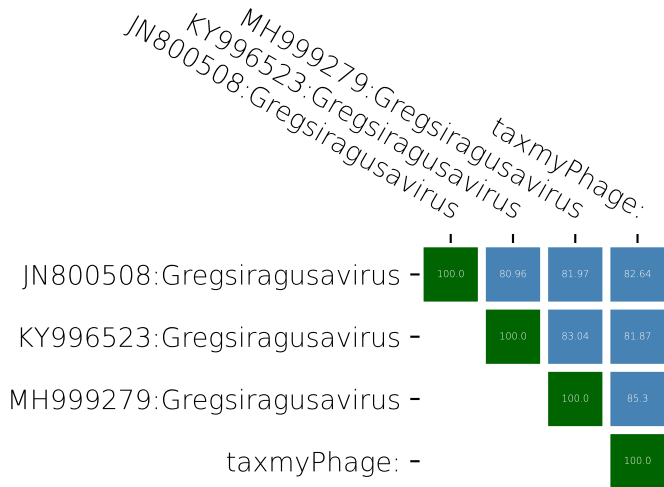 MH999279:Gregsiragusavirus
KY996523:Gregsiragusavirus
JN800508:Gregsiragusavirus
taxmyPhage:
JN800508:Gregsiragusavirus 100.0 80.96 81.97 82.64
KY996523:Gregsiragusavirus 100.0 83.04 81.87
MH999279:Gregsiragusavirus 100.0 85.3
taxmyPhage: 100.0